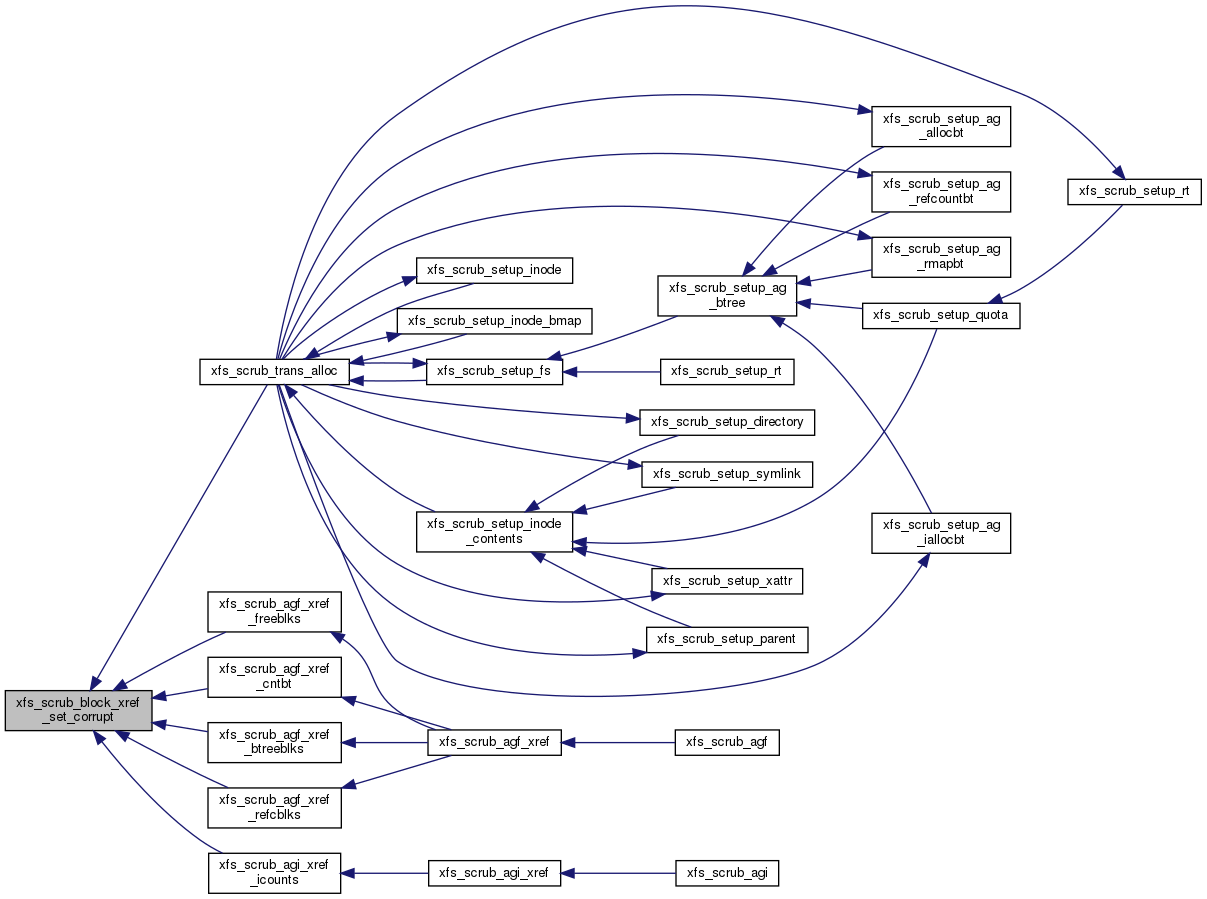 xfs_scrub_setup_ag
_allocbt
xfs_scrub_setup_ag
_refcountbt
xfs_scrub_setup_rt
xfs_scrub_setup_ag
_rmapbt
xfs_scrub_setup_inode
xfs_scrub_setup_ag
_btree
xfs_scrub_setup_quota
xfs_scrub_setup_inode_bmap
xfs_scrub_trans_alloc
xfs_scrub_setup_fs
xfs_scrub_setup_rt
xfs_scrub_setup_directory
xfs_scrub_setup_symlink
xfs_scrub_setup_inode
_contents
xfs_scrub_setup_ag
_iallocbt
xfs_scrub_setup_xattr
xfs_scrub_agf_xref
_freeblks
xfs_scrub_setup_parent
xfs_scrub_agf_xref
_cntbt
xfs_scrub_block_xref
_set_corrupt
xfs_scrub_agf_xref
_btreeblks
xfs_scrub_agf_xref
xfs_scrub_agf
xfs_scrub_agf_xref
_refcblks
xfs_scrub_agi_xref
_icounts
xfs_scrub_agi_xref
xfs_scrub_agi